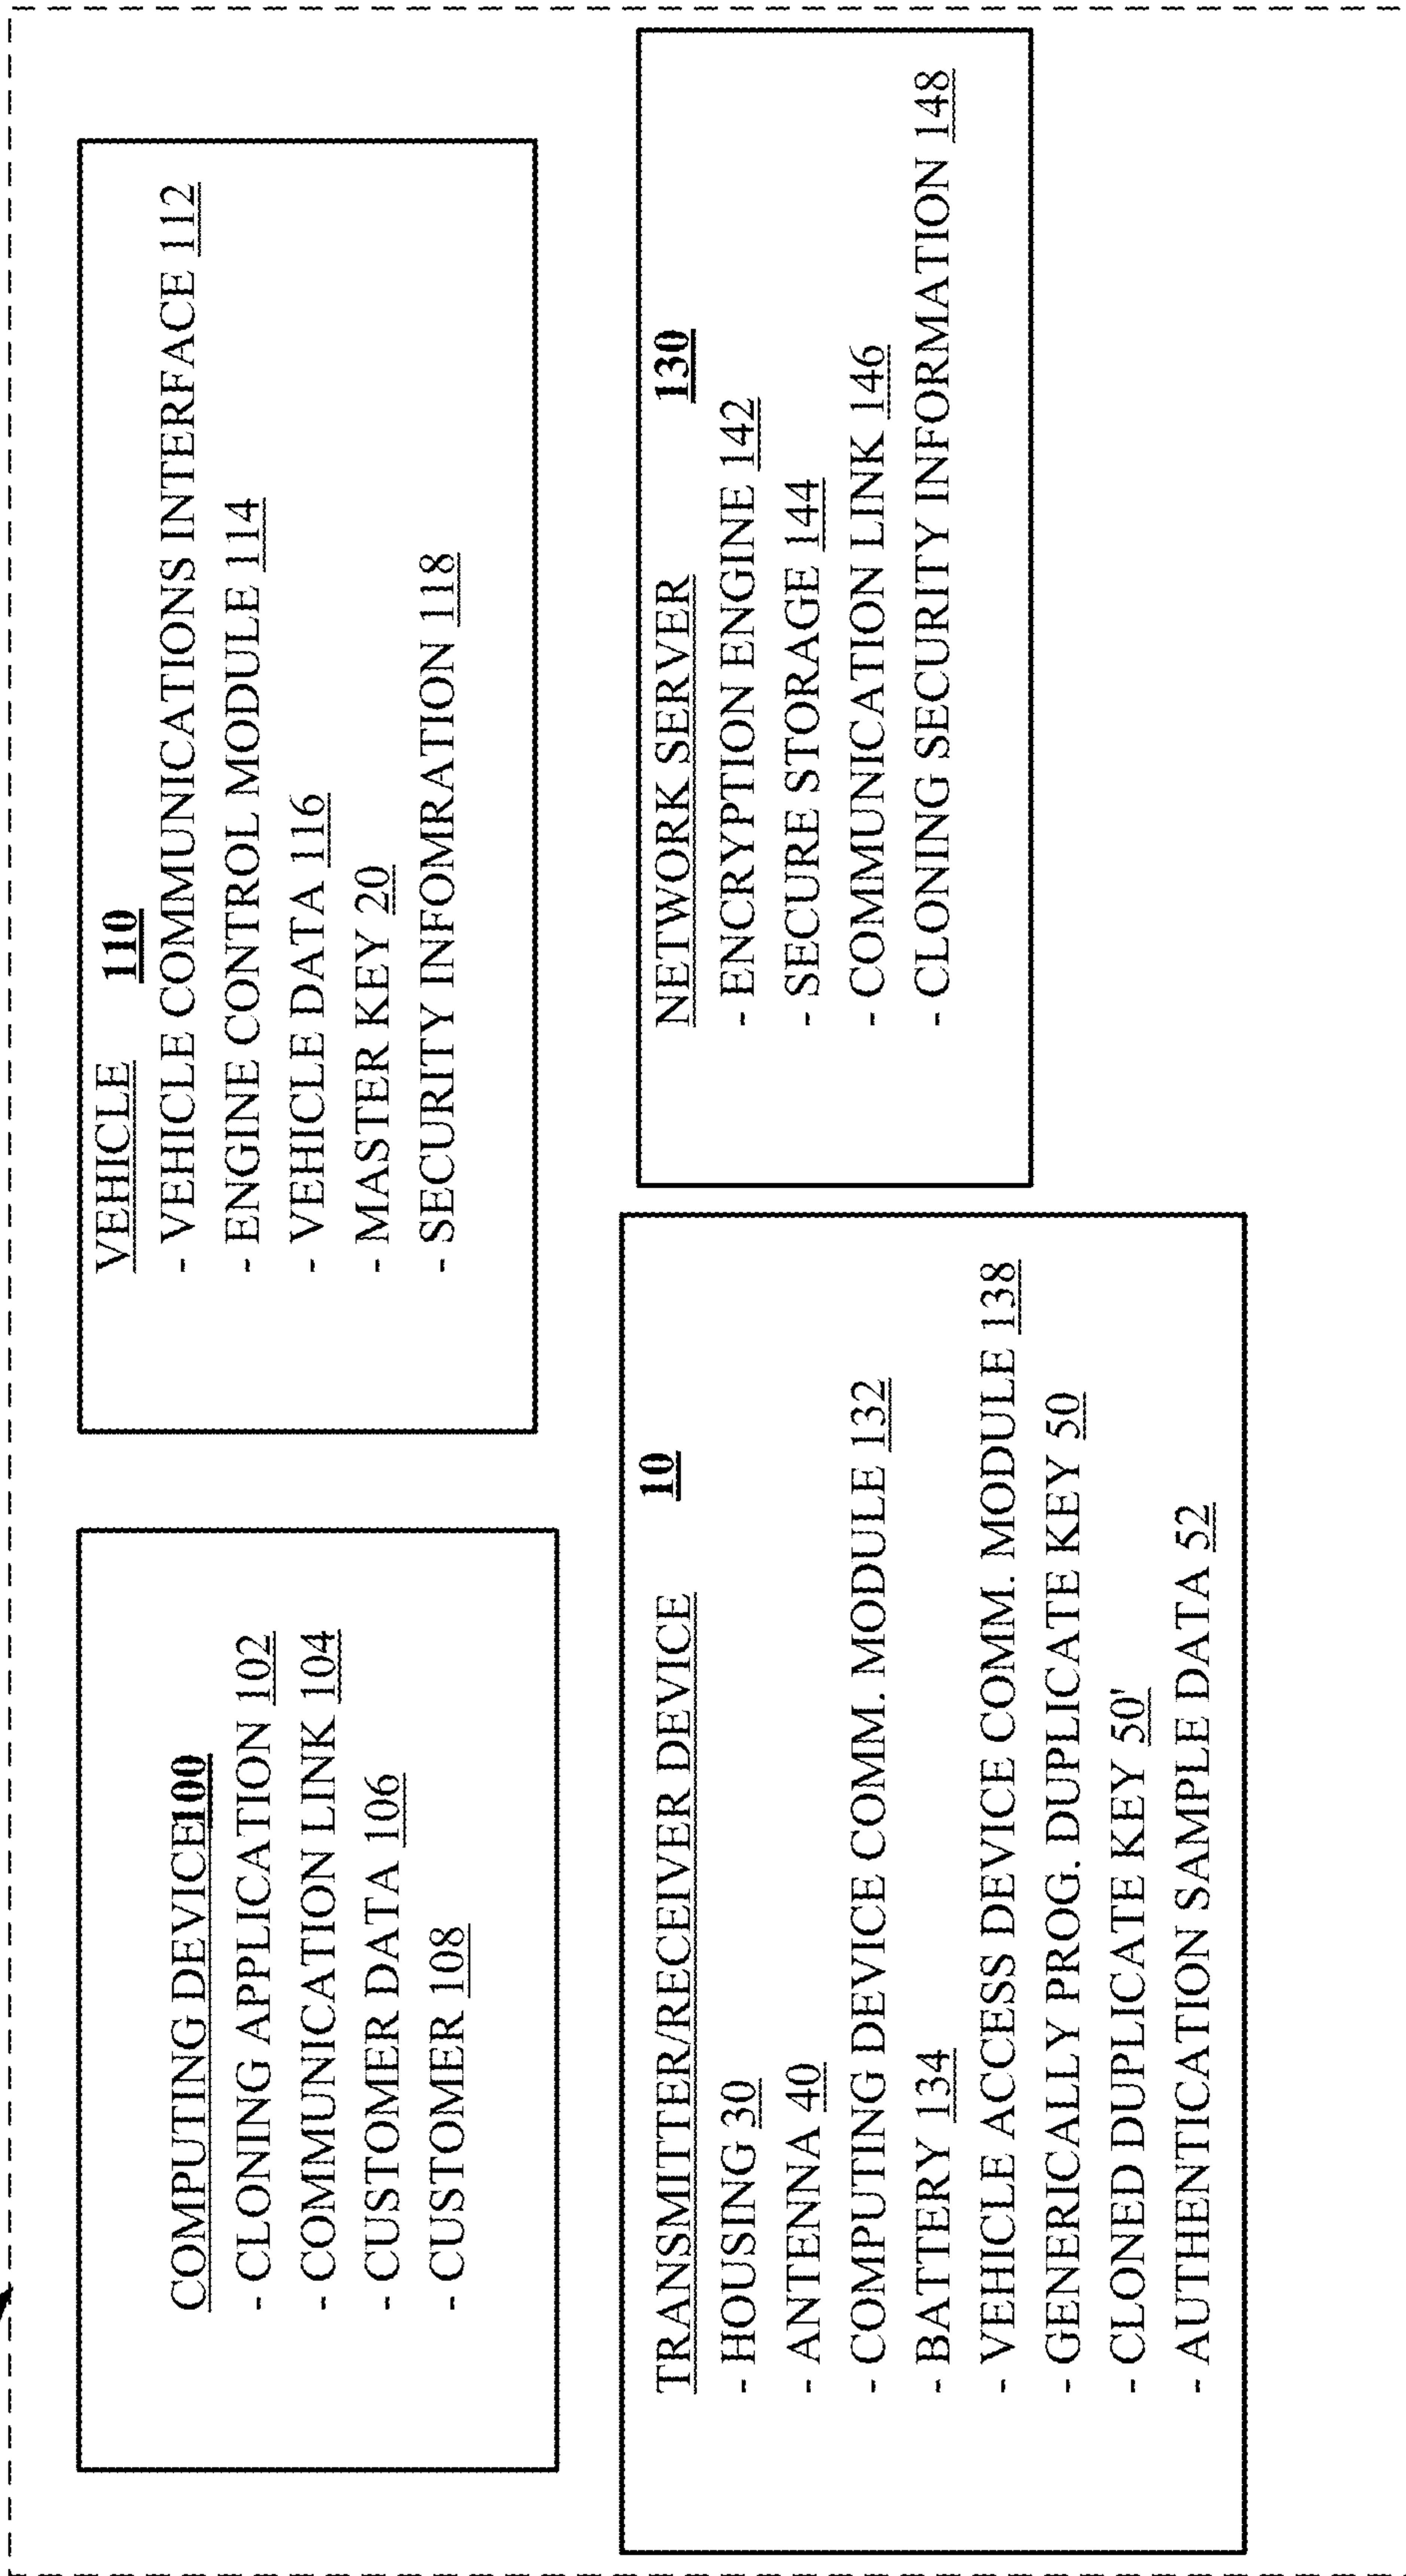 COMPUTING DEVICE100
- CLONING APPLICATION 102
- COMMUNICATION LINK 104
- CUSTOMER DATA 106
- CUSTOMER 108
VEHICLE 110
- VEHICLE COMMUNICATIONS INTERFACE 112
- ENGINE CONTROL MODULE 114
- VEHICLE DATA 116
- MASTER KEY 20
- SECURITY INFOMRATION 118
TRANSMITTER/RECEIVER DEVICE 10
- HOUSING 30
- ANTENNA 40
- COMPUTING DEVICE COMM. MODULE 132
- BATTERY 134
- VEHICLE ACCESS DEVICE COMM. MODULE 138
- GENERICALLY PROG. DUPLICATE KEY 50
- CLONED DUPLICATE KEY 50'
- AUTHENTICATION SAMPLE DATA 52
NETWORK SERVER 130
- ENCRYPTION ENGINE 142
- SECURE STORAGE 144
- COMMUNICATION LINK 146
- CLONING SECURITY INFORMATION 148